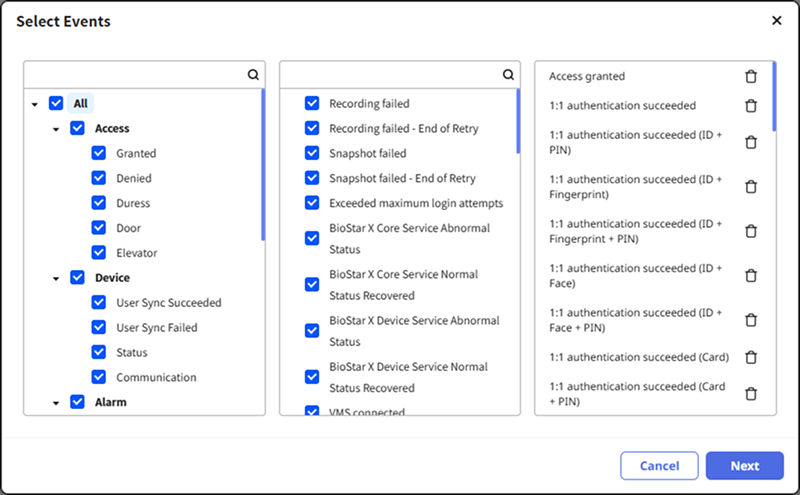 Select Events
All
Access
Granted
Denied
Duress
Door
Elevator
Device
User Sync Succeeded
User Sync Failed
Status
Communication
Alarm
Recording failed
Recording failed - End of Retry
Snapshot failed
Snapshot failed - End of Retry
Exceeded maximum login attempts
BioStar X Core Service Abnormal
Status
BioStar X Core Service Normal
Status Recovered
BioStar X Device Service Abnormal
Status
BioStar X Device Service Normal
Status Recovered
VMS connected
Access granted
1:1 authentication succeeded
1:1 authentication succeeded (ID +
PIN)
1:1 authentication succeeded (ID +
Fingerprint)
1:1 authentication succeeded (ID +
Fingerprint + PIN)
1:1 authentication succeeded (ID +
Face)
1:1 authentication succeeded (ID +
Face + PIN)
1:1 authentication succeeded (Card)
1:1 authentication succeeded (Card
+ PIN)
Cancel
Next